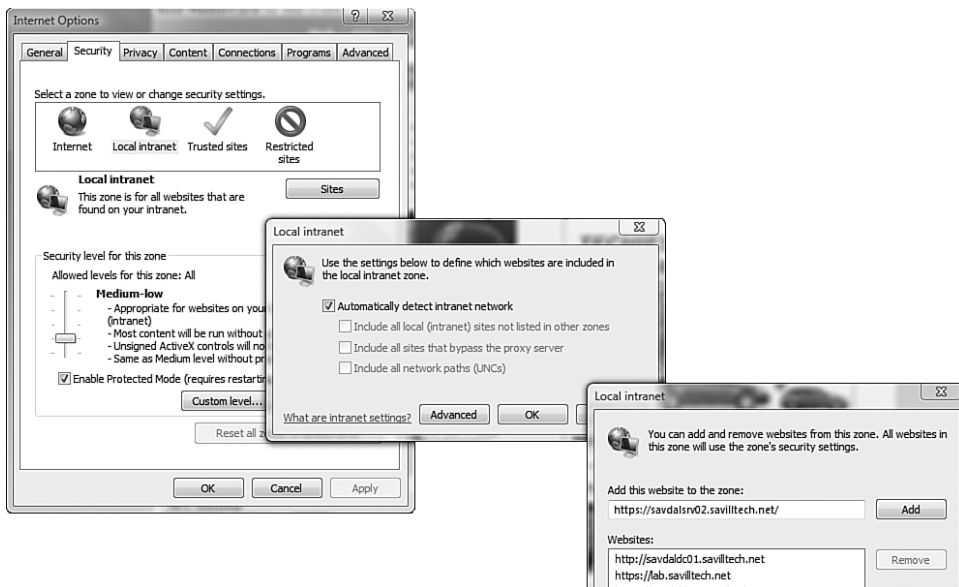 Internet Options
General Security Privacy Content Connections Programs Advanced
Select a zone to view or change security settings.
Internet Local intranet Trusted sites Restricted
sites
Local intranet
This zone is for all websites that are
found on your intranet.
Sites
Security level for this zone
Allowed levels for this zone: All
Medium-low
- Appropriate for websites on
(intranet)
- Most content will be run without
- Unsigned ActiveX controls will
- Same as Medium level without
Enable Protected Mode (requires
Custom level...
Reset all
OK Cancel Apply
Local intranet
Use the settings below to define which websites are included in
the local intranet zone.
Automatically detect intranet network
Include all local (intranet) sites not listed in other zones
Include all sites that bypass the proxy server
Include all network paths (UNCs)
What are intranet settings? Advanced OK
Local intranet
You can add and remove websites from this zone. All websites in
this zone will use the zone's security settings.
Add this website to the zone:
https://savdalsrv02.savilltech.net/ Add
Websites:
http://savdaldc01.savilltech.net Remove
https://lab.savilltech.net